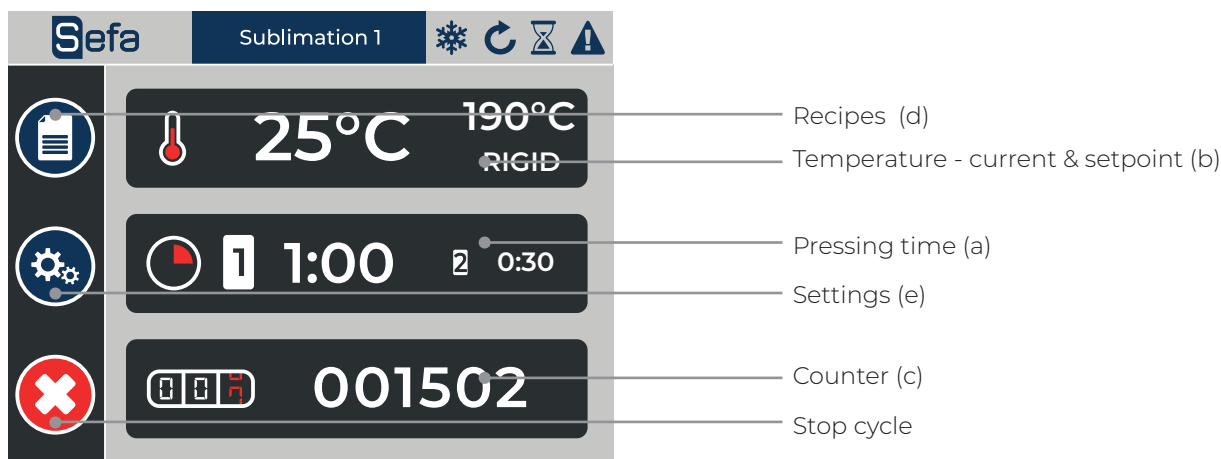 Sefa
Sublimation 1
25°C
190°C
RIGID
1 1:00 2 0:30
001502
Recipes (d)
Temperature - current & setpoint (b)
Pressing time (a)
Settings (e)
Counter (c)
Stop cycle